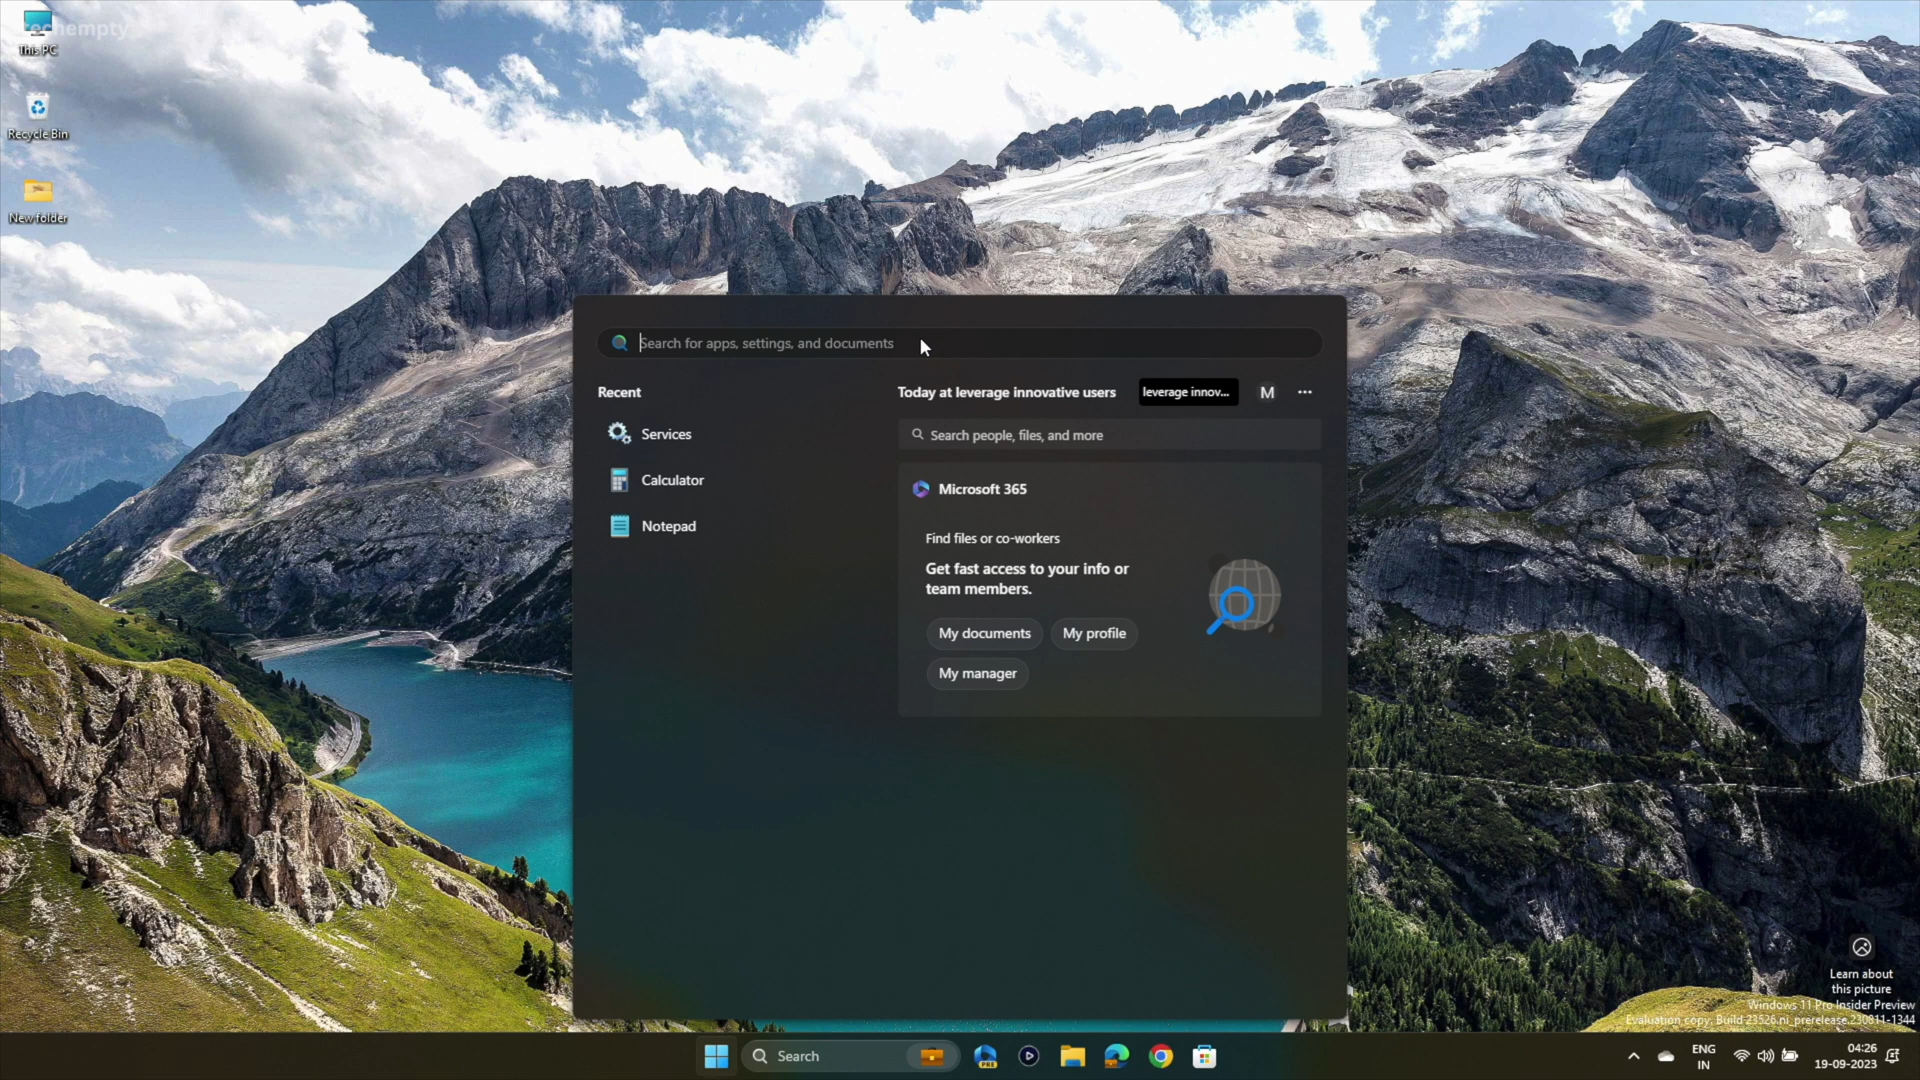 techempty
This PC
Recycle Bin
New folder
Search for apps, settings, and documents
Recent
Services
Calculator
Notepad
Today at leverage innovative users
leverage innov...
M
Search people, files, and more
Microsoft 365
Find files or co-workers
Get fast access to your info or
team members.
My documents
My profile
My manager
Learn about
this picture
Windows 11 Pro Insider Preview
Evaluation copy. Build 23526.ni_prerelease.230811-1344
Search
PRE
ENG
IN
04:26
19-09-2023